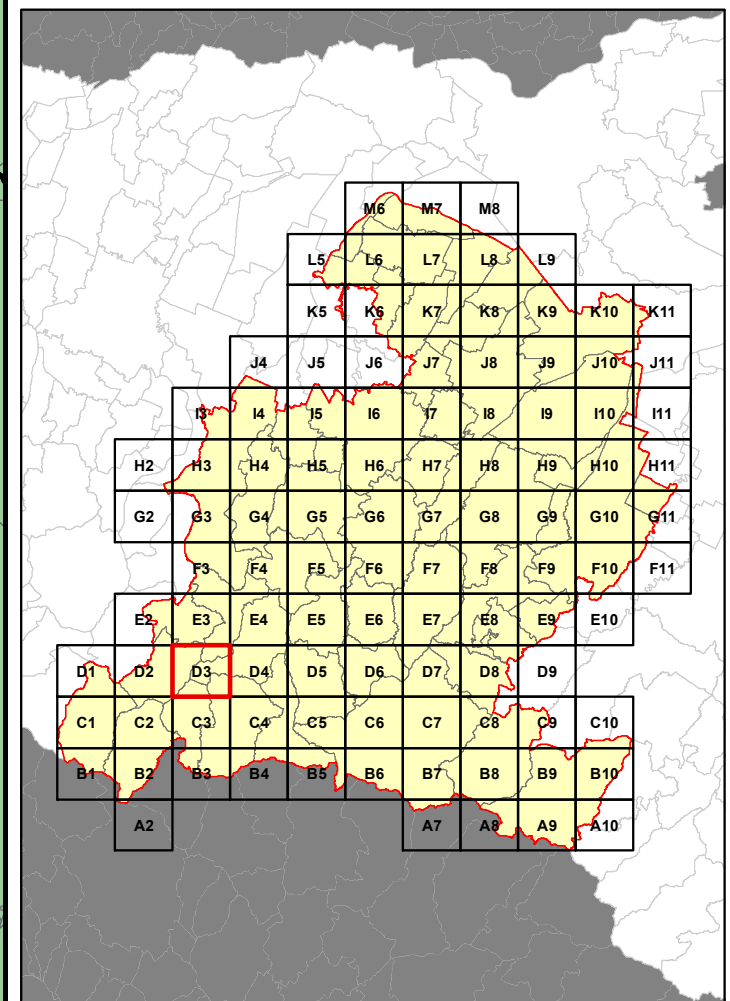 M6 M7 M8
L5 L6 L7 L8 L9
K5 K6 K7 K8 K9 K10 K11
J4 J5 J6 J7 J8 J9 J10 J11
I3 I4 I5 I6 I7 I8 I9 I10 I11
H2 H3 H4 H5 H6 H7 H8 H9 H10 H11
G2 G3 G4 G5 G6 G7 G8 G9 G10 G11
F3 F4 F5 F6 F7 F8 F9 F10 F11
E2 E3 E4 E5 E6 E7 E8 E9 E10
D1 D2 D3 D4 D5 D6 D7 D8 D9
C1 C2 C3 C4 C5 C6 C7 C8 C9 C10
B1 B2 B3 B4 B5 B6 B7 B8 B9 B10
A2 A7 A8 A9 A10